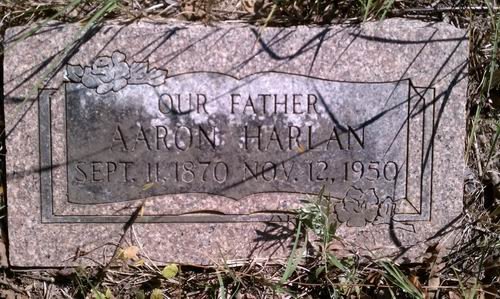 OUR FATHER
AARON HARLAN
SEPT. 11, 1870 NOV. 12, 1950